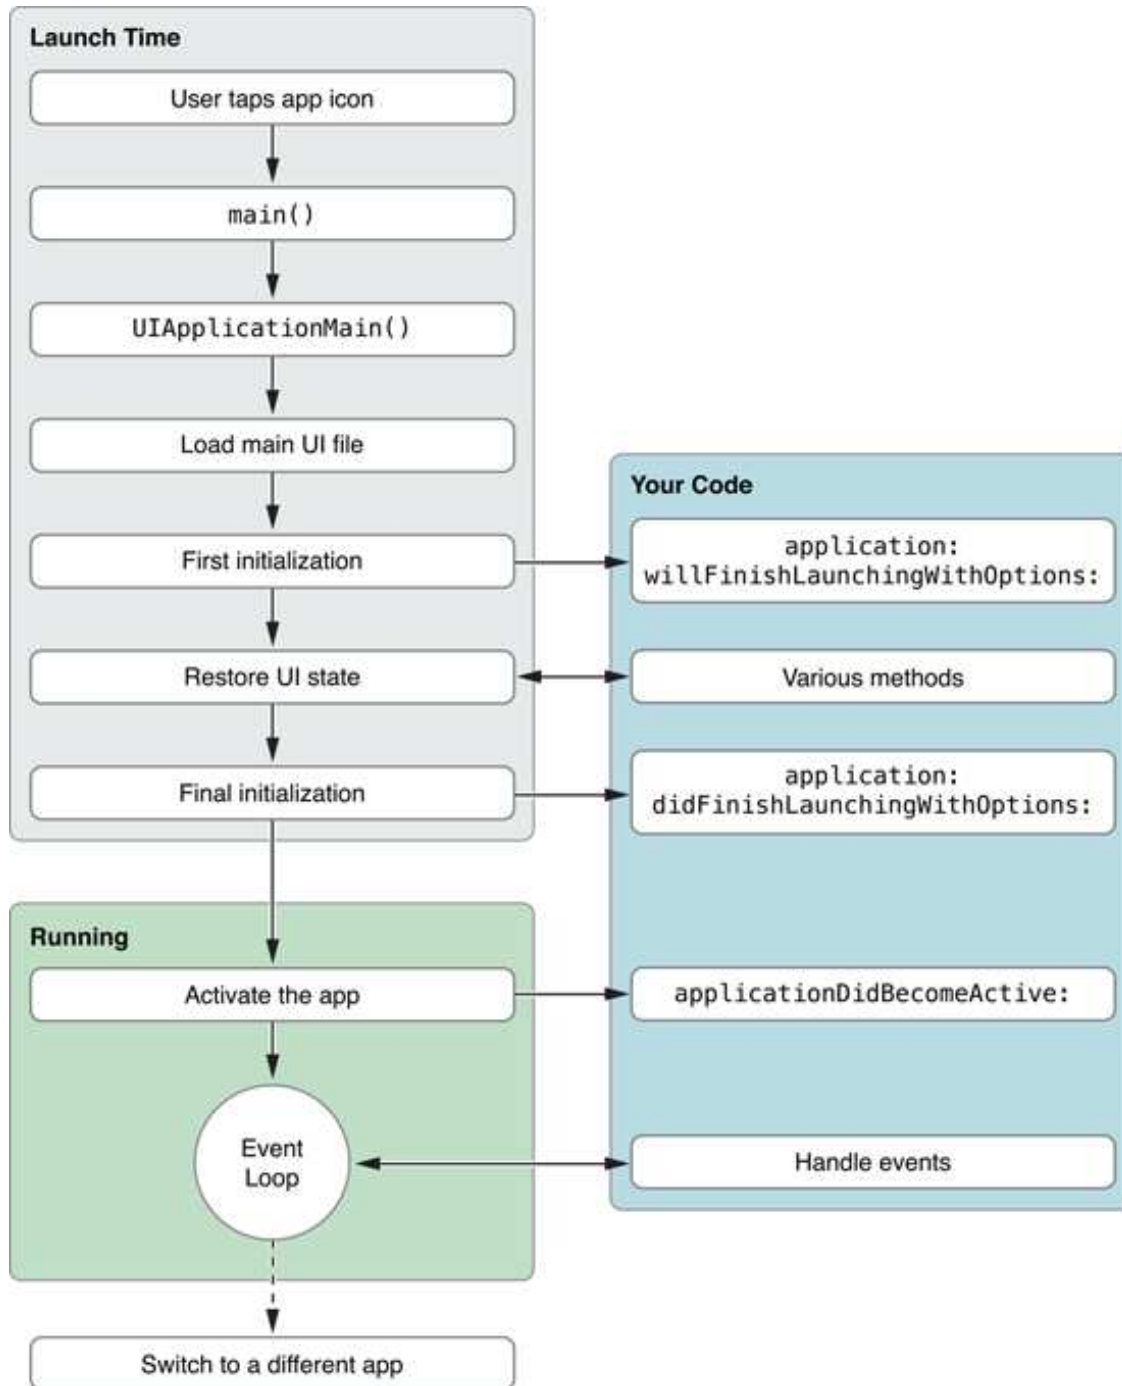 Launch Time
User taps app icon
main()
UIApplicationMain()
Load main UI file
First initialization
Restore UI state
Final initialization
Your Code
application:
willFinishLaunchingWithOptions:
Various methods
application:
didFinishLaunchingWithOptions:
Running
Activate the app
applicationDidBecomeActive:
Event
Loop
Handle events
Switch to a different app